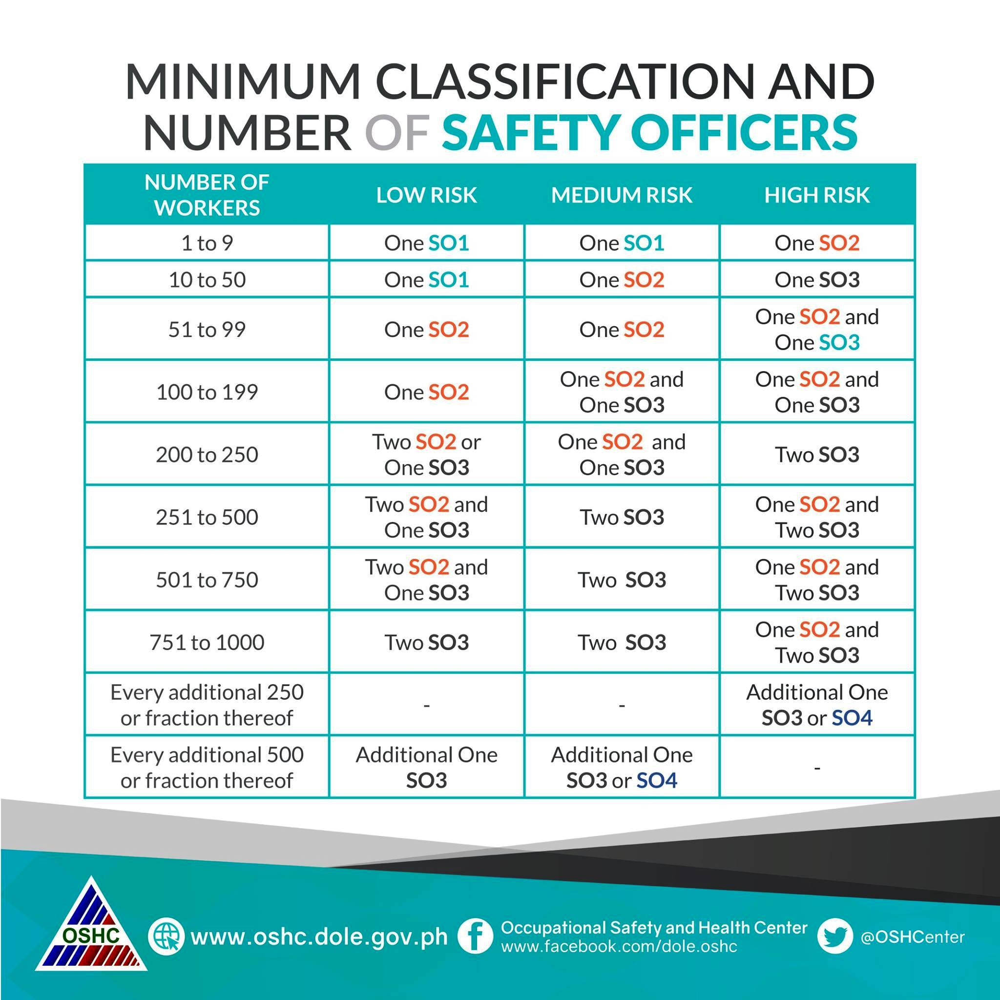 MINIMUM CLASSIFICATION AND
NUMBER OF SAFETY OFFICERS
NUMBER OF
WORKERS
LOW RISK
MEDIUM RISK
HIGH RISK
1 to 9
One SO1
One SO1
One SO2
10 to 50
One SO1
One SO2
One SO3
51 to 99
One SO2
One SO2
One SO2 and
One SO3
100 to 199
One SO2
One SO2 and
One SO3
One SO2 and
One SO3
200 to 250
Two SO2 or
One SO3
One SO2 and
One SO3
Two SO3
251 to 500
Two SO2 and
One SO3
Two SO3
One SO2 and
Two SO3
501 to 750
Two SO2 and
One SO3
Two SO3
One SO2 and
Two SO3
751 to 1000
Two SO3
Two SO3
One SO2 and
Two SO3
Every additional 250
or fraction thereof
-
-
Additional One
SO3 or SO4
Every additional 500
or fraction thereof
Additional One
SO3
Additional One
SO3 or SO4
-
OSHC
www.oshc.dole.gov.ph
Occupational Safety and Health Center
www.facebook.com/dole.oshc
@OSHCenter